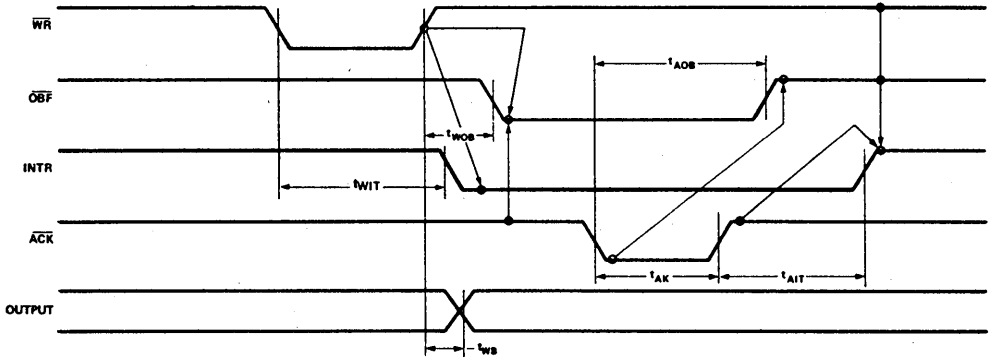 WR
OBF
tAOB
tWOB
INTR
tWIT
ACK
tAK
tAIT
OUTPUT
tWB